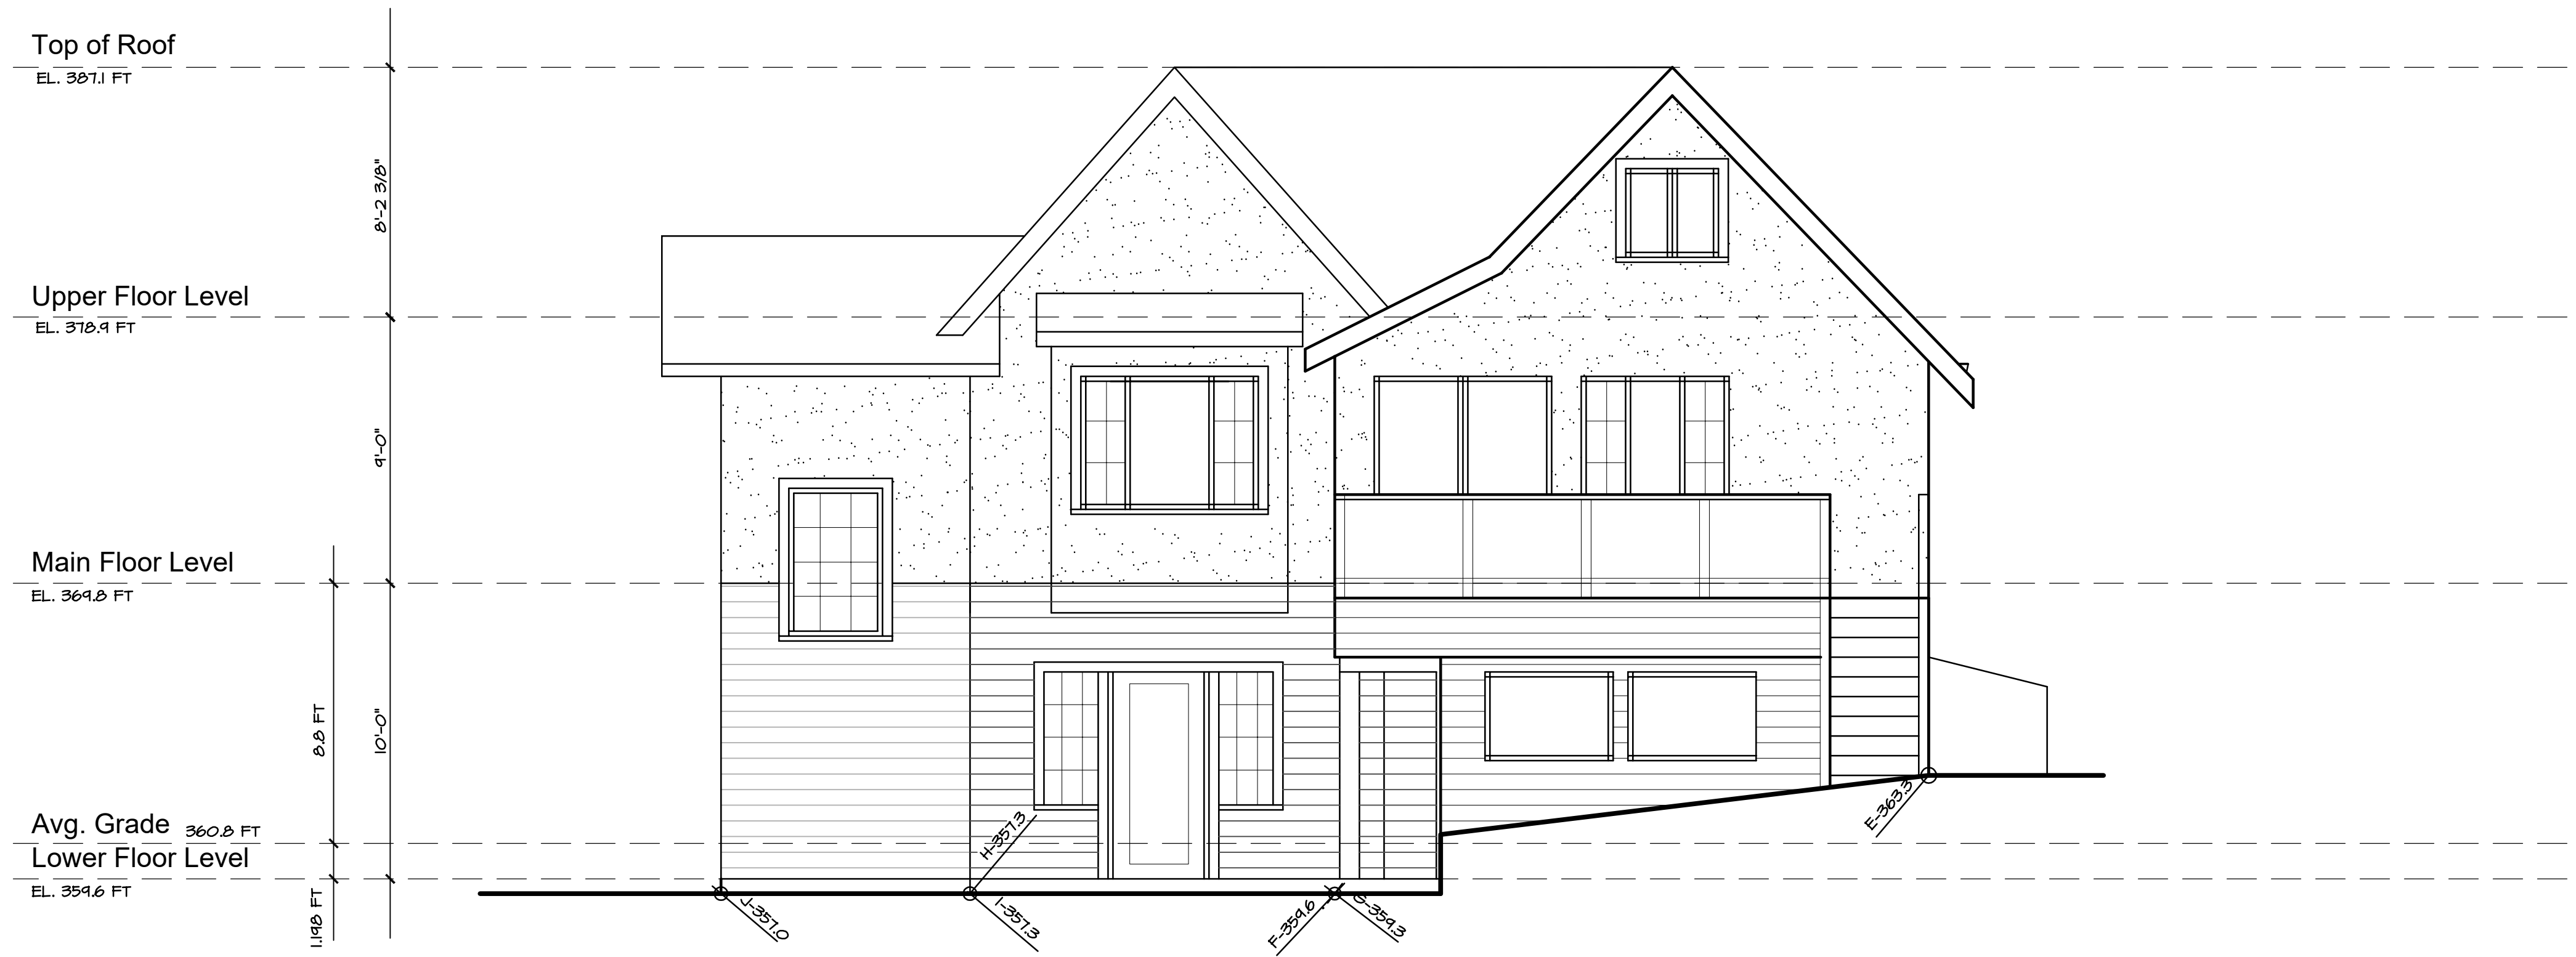 Top of Roof
EL. 387.1 FT
8'-2 3/8"
Upper Floor Level
EL. 378.9 FT
9'-0"
Main Floor Level
EL. 369.8 FT
8.8 FT
10'-0"
Avg. Grade 360.8 FT
Lower Floor Level
EL. 359.6 FT
1.198 FT
J-357.0
H-357.3
I-357.3
F-359.6
G-359.3
E-363.3